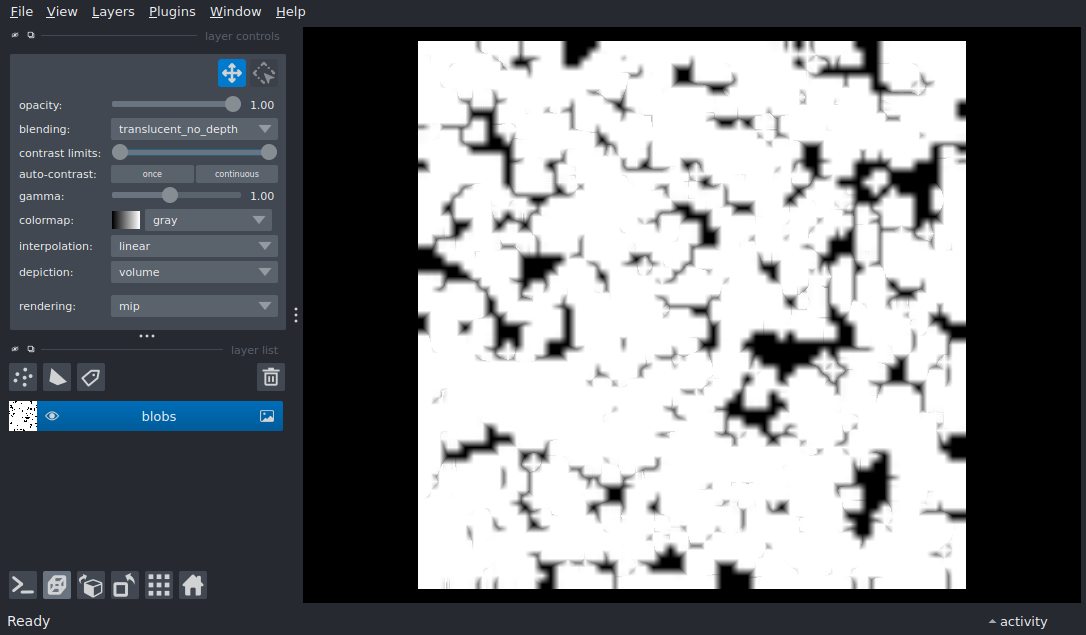 File View Layers Plugins Window Help
layer controls
opacity: 1.00
blending: translucent_no_depth
contrast limits:
auto-contrast: once continuous
gamma: 1.00
colormap: gray
interpolation: linear
depiction: volume
rendering: mip
layer list
blobs
Ready
activity